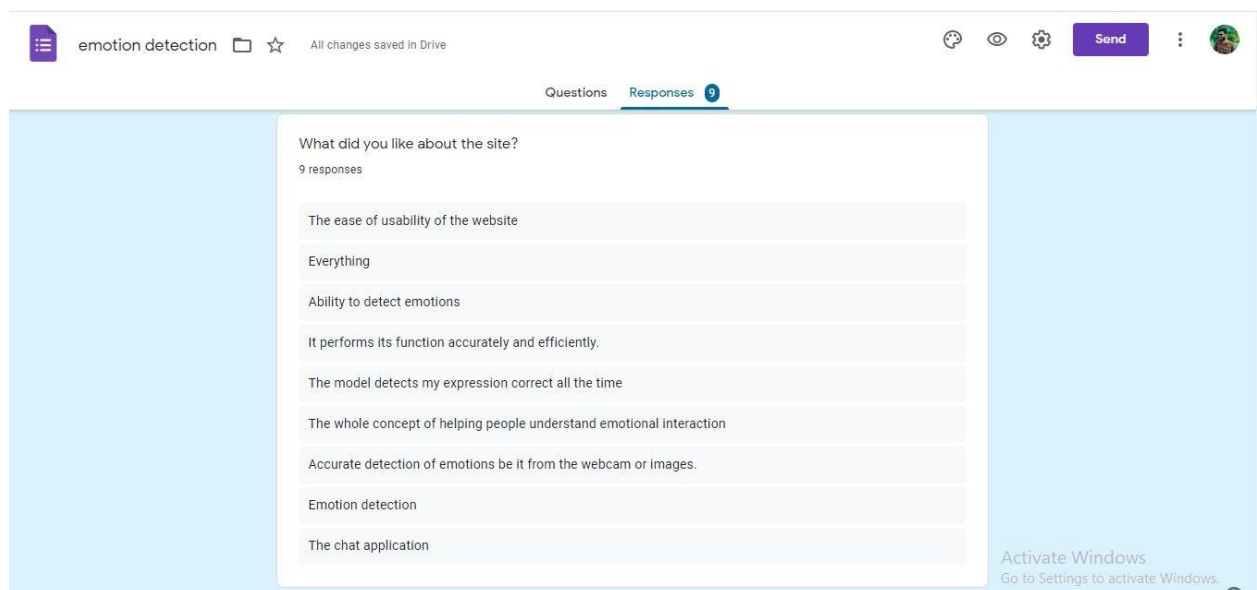 emotion detection
All changes saved in Drive
Send
Questions
Responses 9
What did you like about the site?
9 responses
The ease of usability of the website
Everything
Ability to detect emotions
It performs its function accurately and efficiently.
The model detects my expression correct all the time
The whole concept of helping people understand emotional interaction
Accurate detection of emotions be it from the webcam or images.
Emotion detection
The chat application
Activate Windows
Go to Settings to activate Windows.